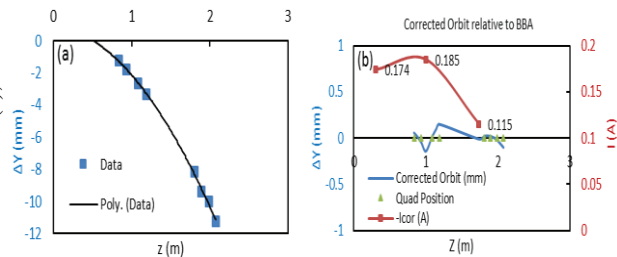 0 1 2 3
0
-2
-4
-6
-8
-10
-12
ΔY (mm)
(a)
Data
Poly. (Data)
z (m)
Corrected Orbit relative to BBA
1
0.5
0
-0.5
-1
ΔY (mm)
(b)
0.174
0.185
0.115
0 1 2 3
Corrected Orbit (mm)
Quad Position
-Icor (A)
Z (m)
0.2
0.15
0.1
0.05
0
I (A)